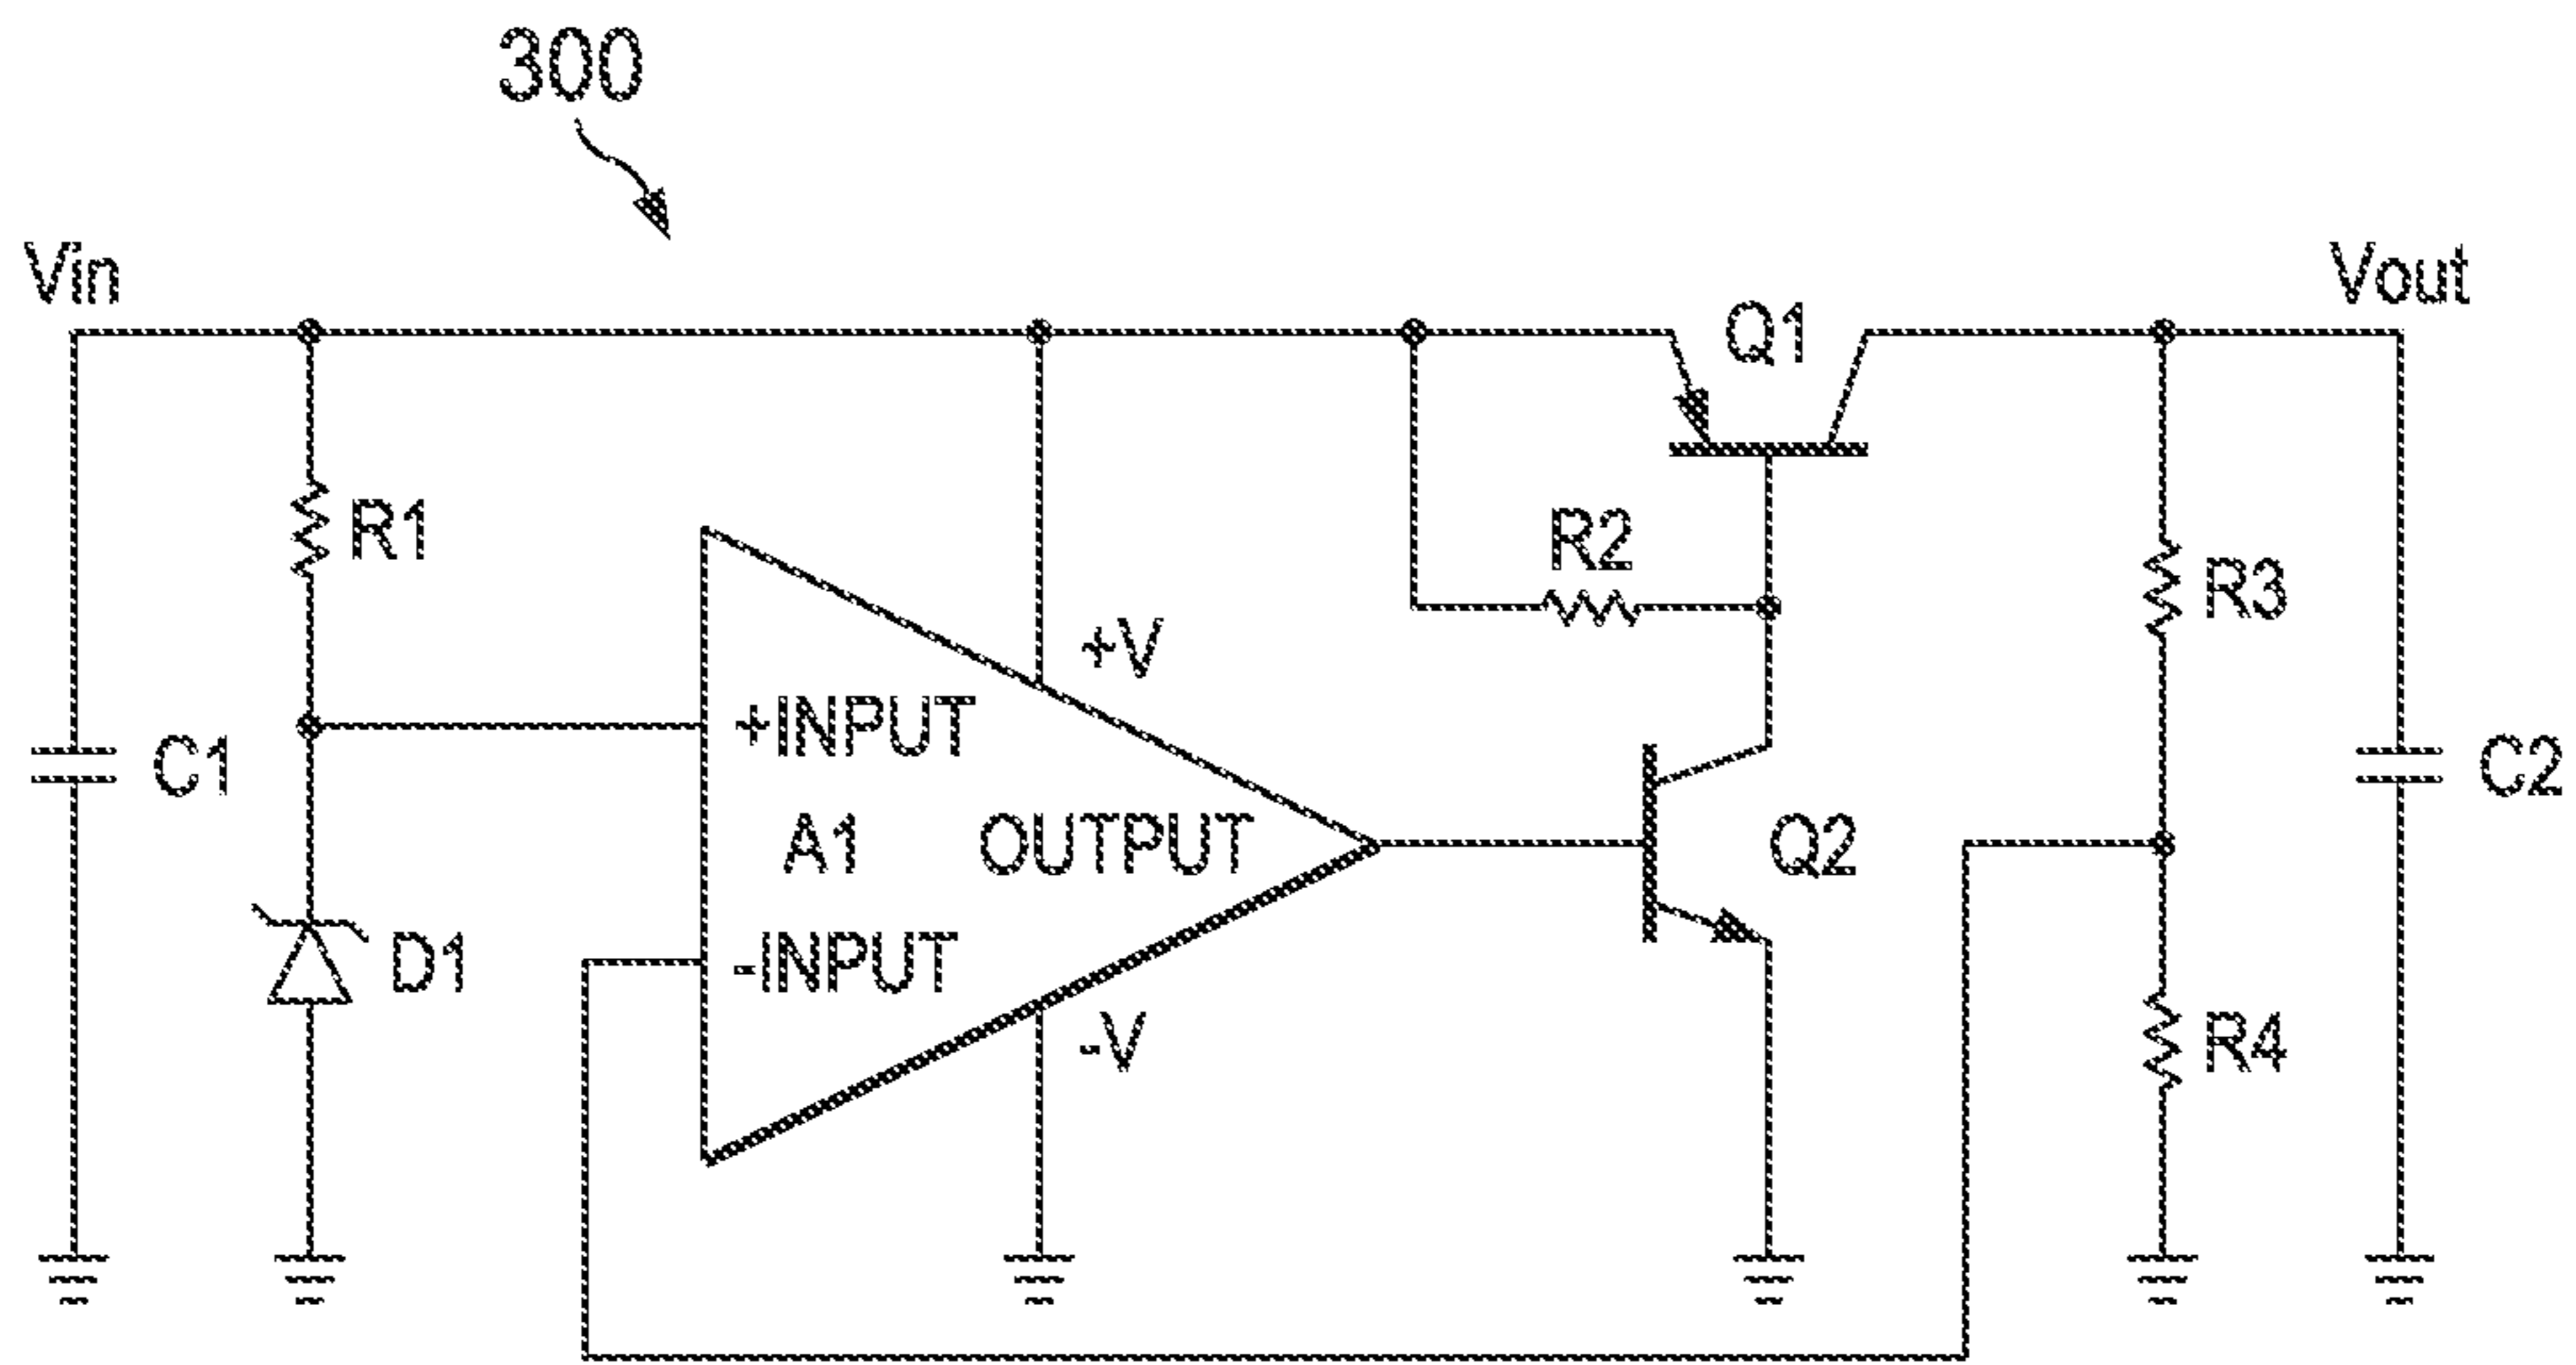 300
Vin
Vout
Q1
R1
R2
R3
+V
+INPUT
C1
A1
OUTPUT
Q2
C2
D1
-INPUT
-V
R4